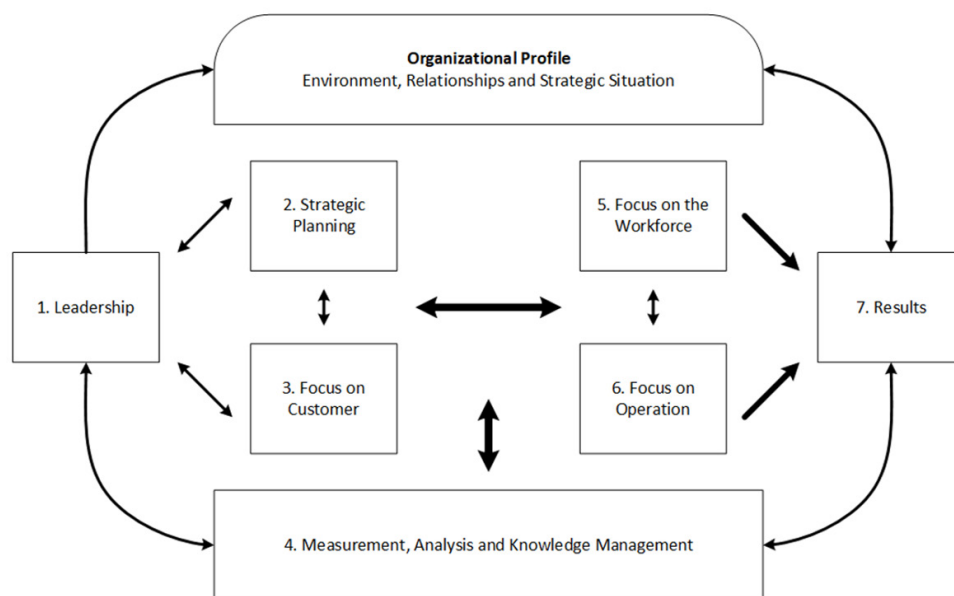 Organizational Profile
Environment, Relationships and Strategic Situation
2. Strategic
Planning
5. Focus on the
Workforce
1. Leadership
7. Results
3. Focus on
Customer
6. Focus on
Operation
4. Measurement, Analysis and Knowledge Management